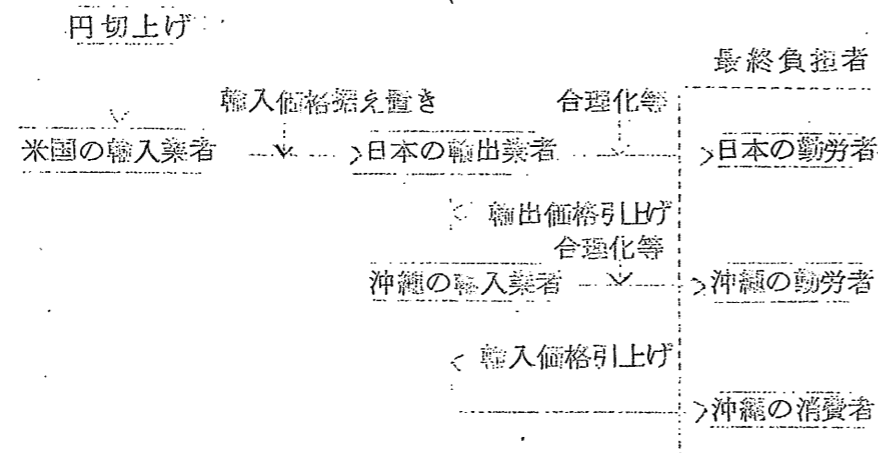 円切上げ
最終負担者
輸入価格据え置き
合理化等
米国の輸入業者
日本の輸出業者
日本の勤労者
輸出価格引上げ
合理化等
沖縄の輸入業者
沖縄の勤労者
輸入価格引上げ
沖縄の消費者